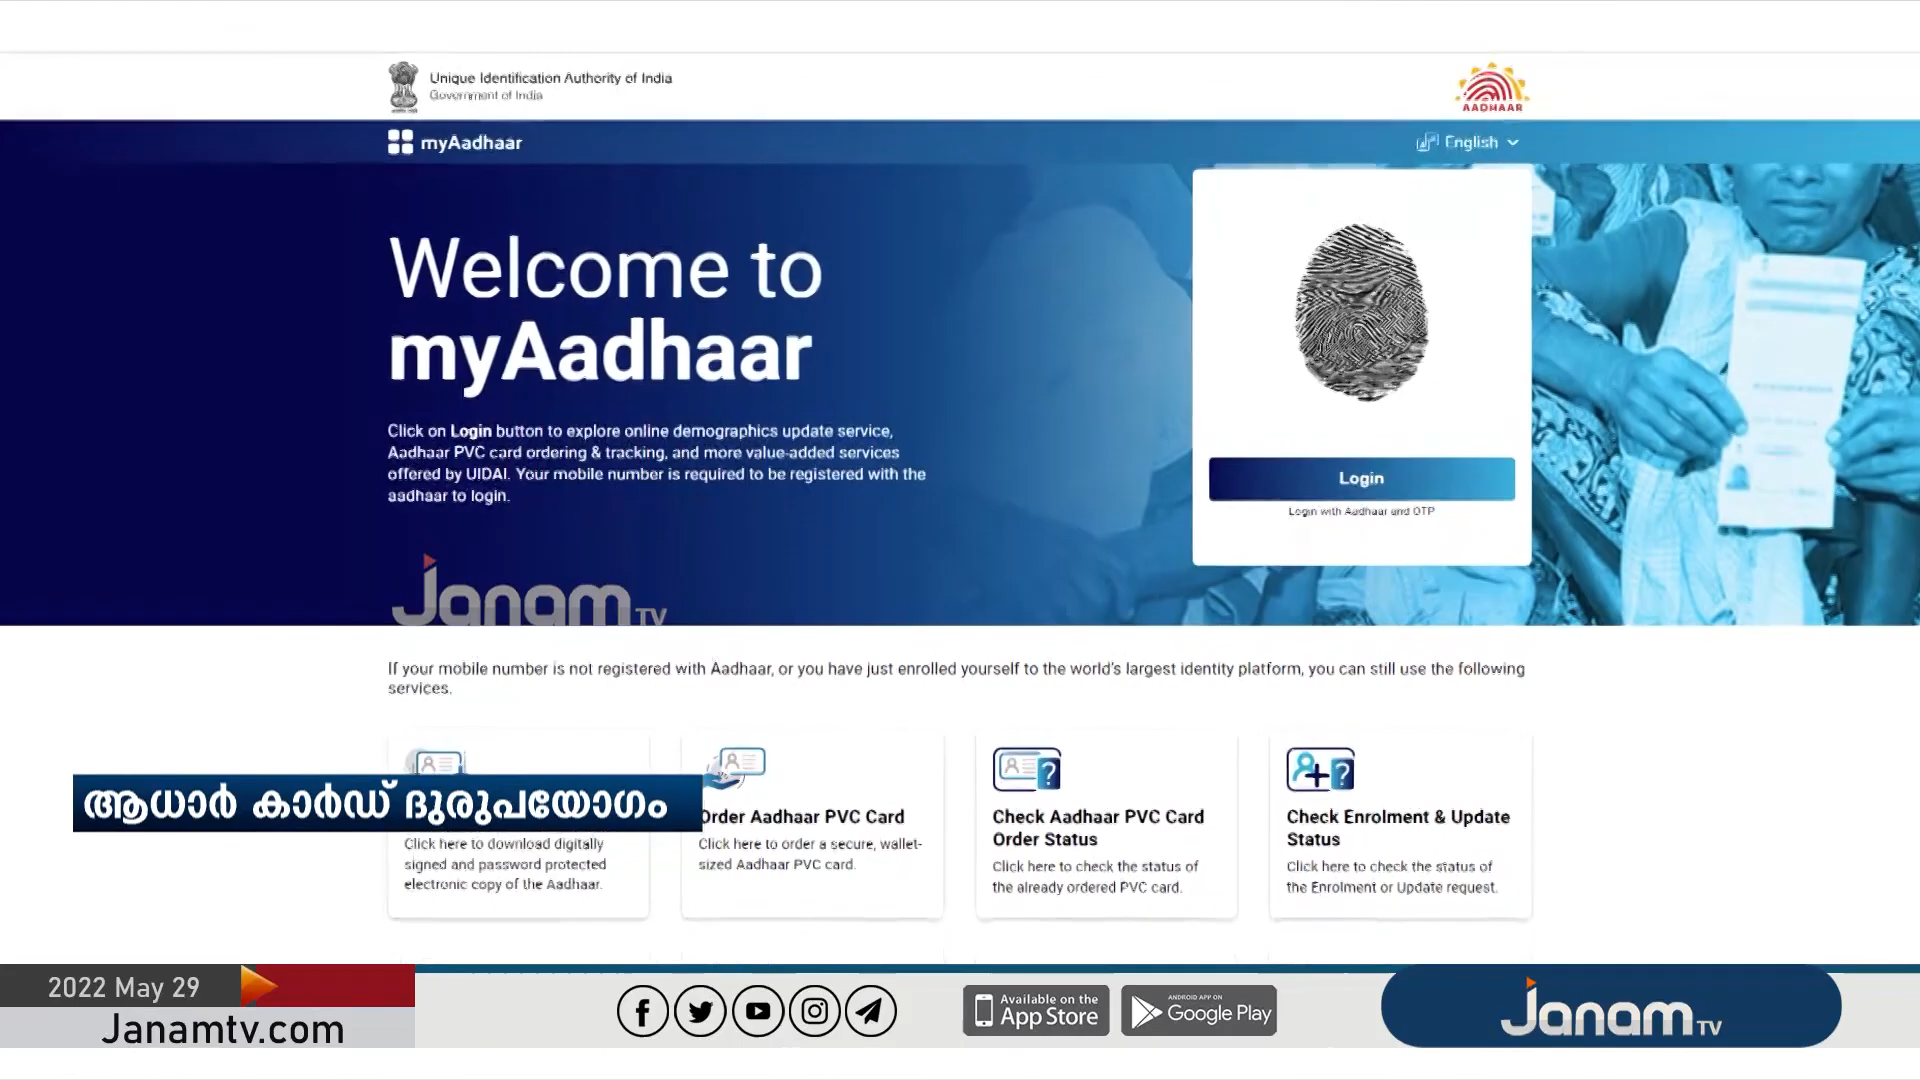 Unique Identification Authority of India
Government of India
AADHAAR
myAadhaar
English
Welcome to
myAadhaar
Click on Login button to explore online demographics update service,
Aadhaar PVC card ordering & tracking, and more value-added services
offered by UIDAI. Your mobile number is required to be registered with the
aadhaar to login.
Login
Login with Aadhaar and OTP
Janam TV
If your mobile number is not registered with Aadhaar, or you have just enrolled yourself to the world's largest identity platform, you can still use the following
services.
ആധാർ കാർഡ് ദുരുപയോഗം
Click here to download digitally
signed and password protected
electronic copy of the Aadhaar.
Order Aadhaar PVC Card
Click here to order a secure, wallet-
sized Aadhaar PVC card.
Check Aadhaar PVC Card
Order Status
Click here to check the status of
the already ordered PVC card.
Check Enrolment & Update
Status
Click here to check the status of
the Enrolment or Update request.
2022 May 29
Janamtv.com
Available on the
App Store
ANDROID APP ON
Google Play
Janam TV